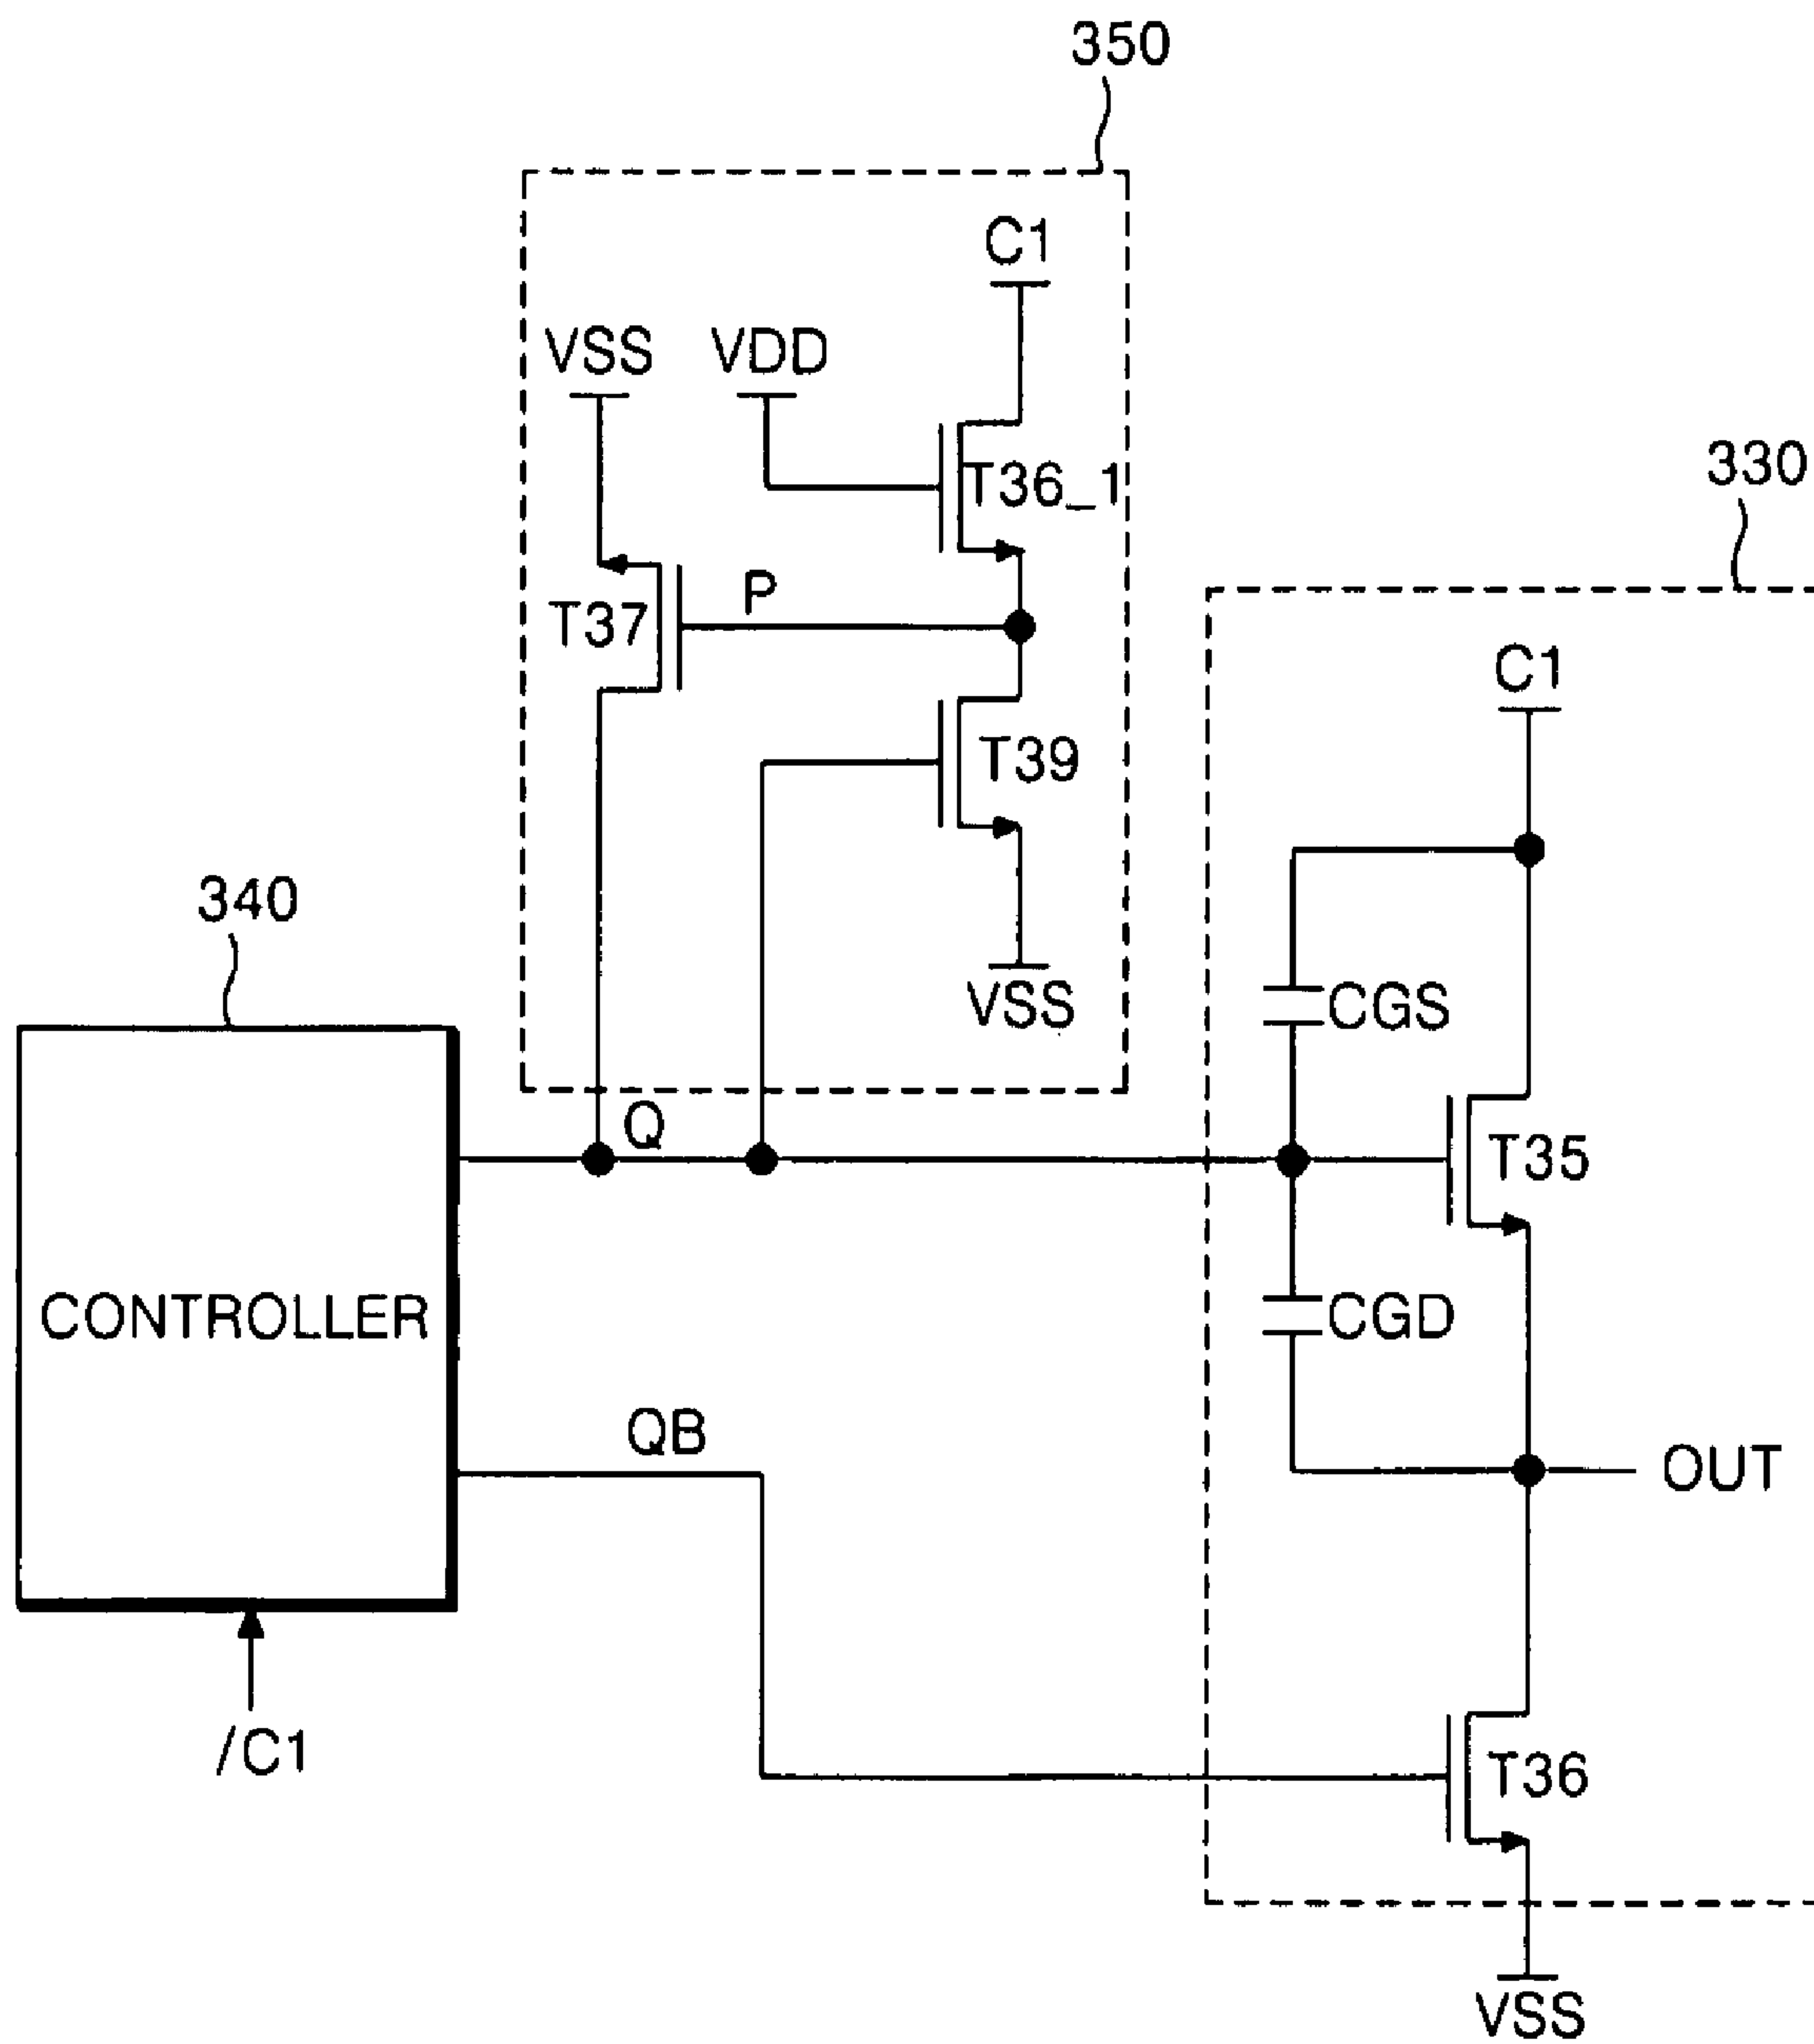 350
C1
VSS
VDD
T36_1
330
P
T37
C1
T39
340
VSS
CGS
Q
T35
CONTROLLER
CGD
QB
OUT
/C1
T36
VSS